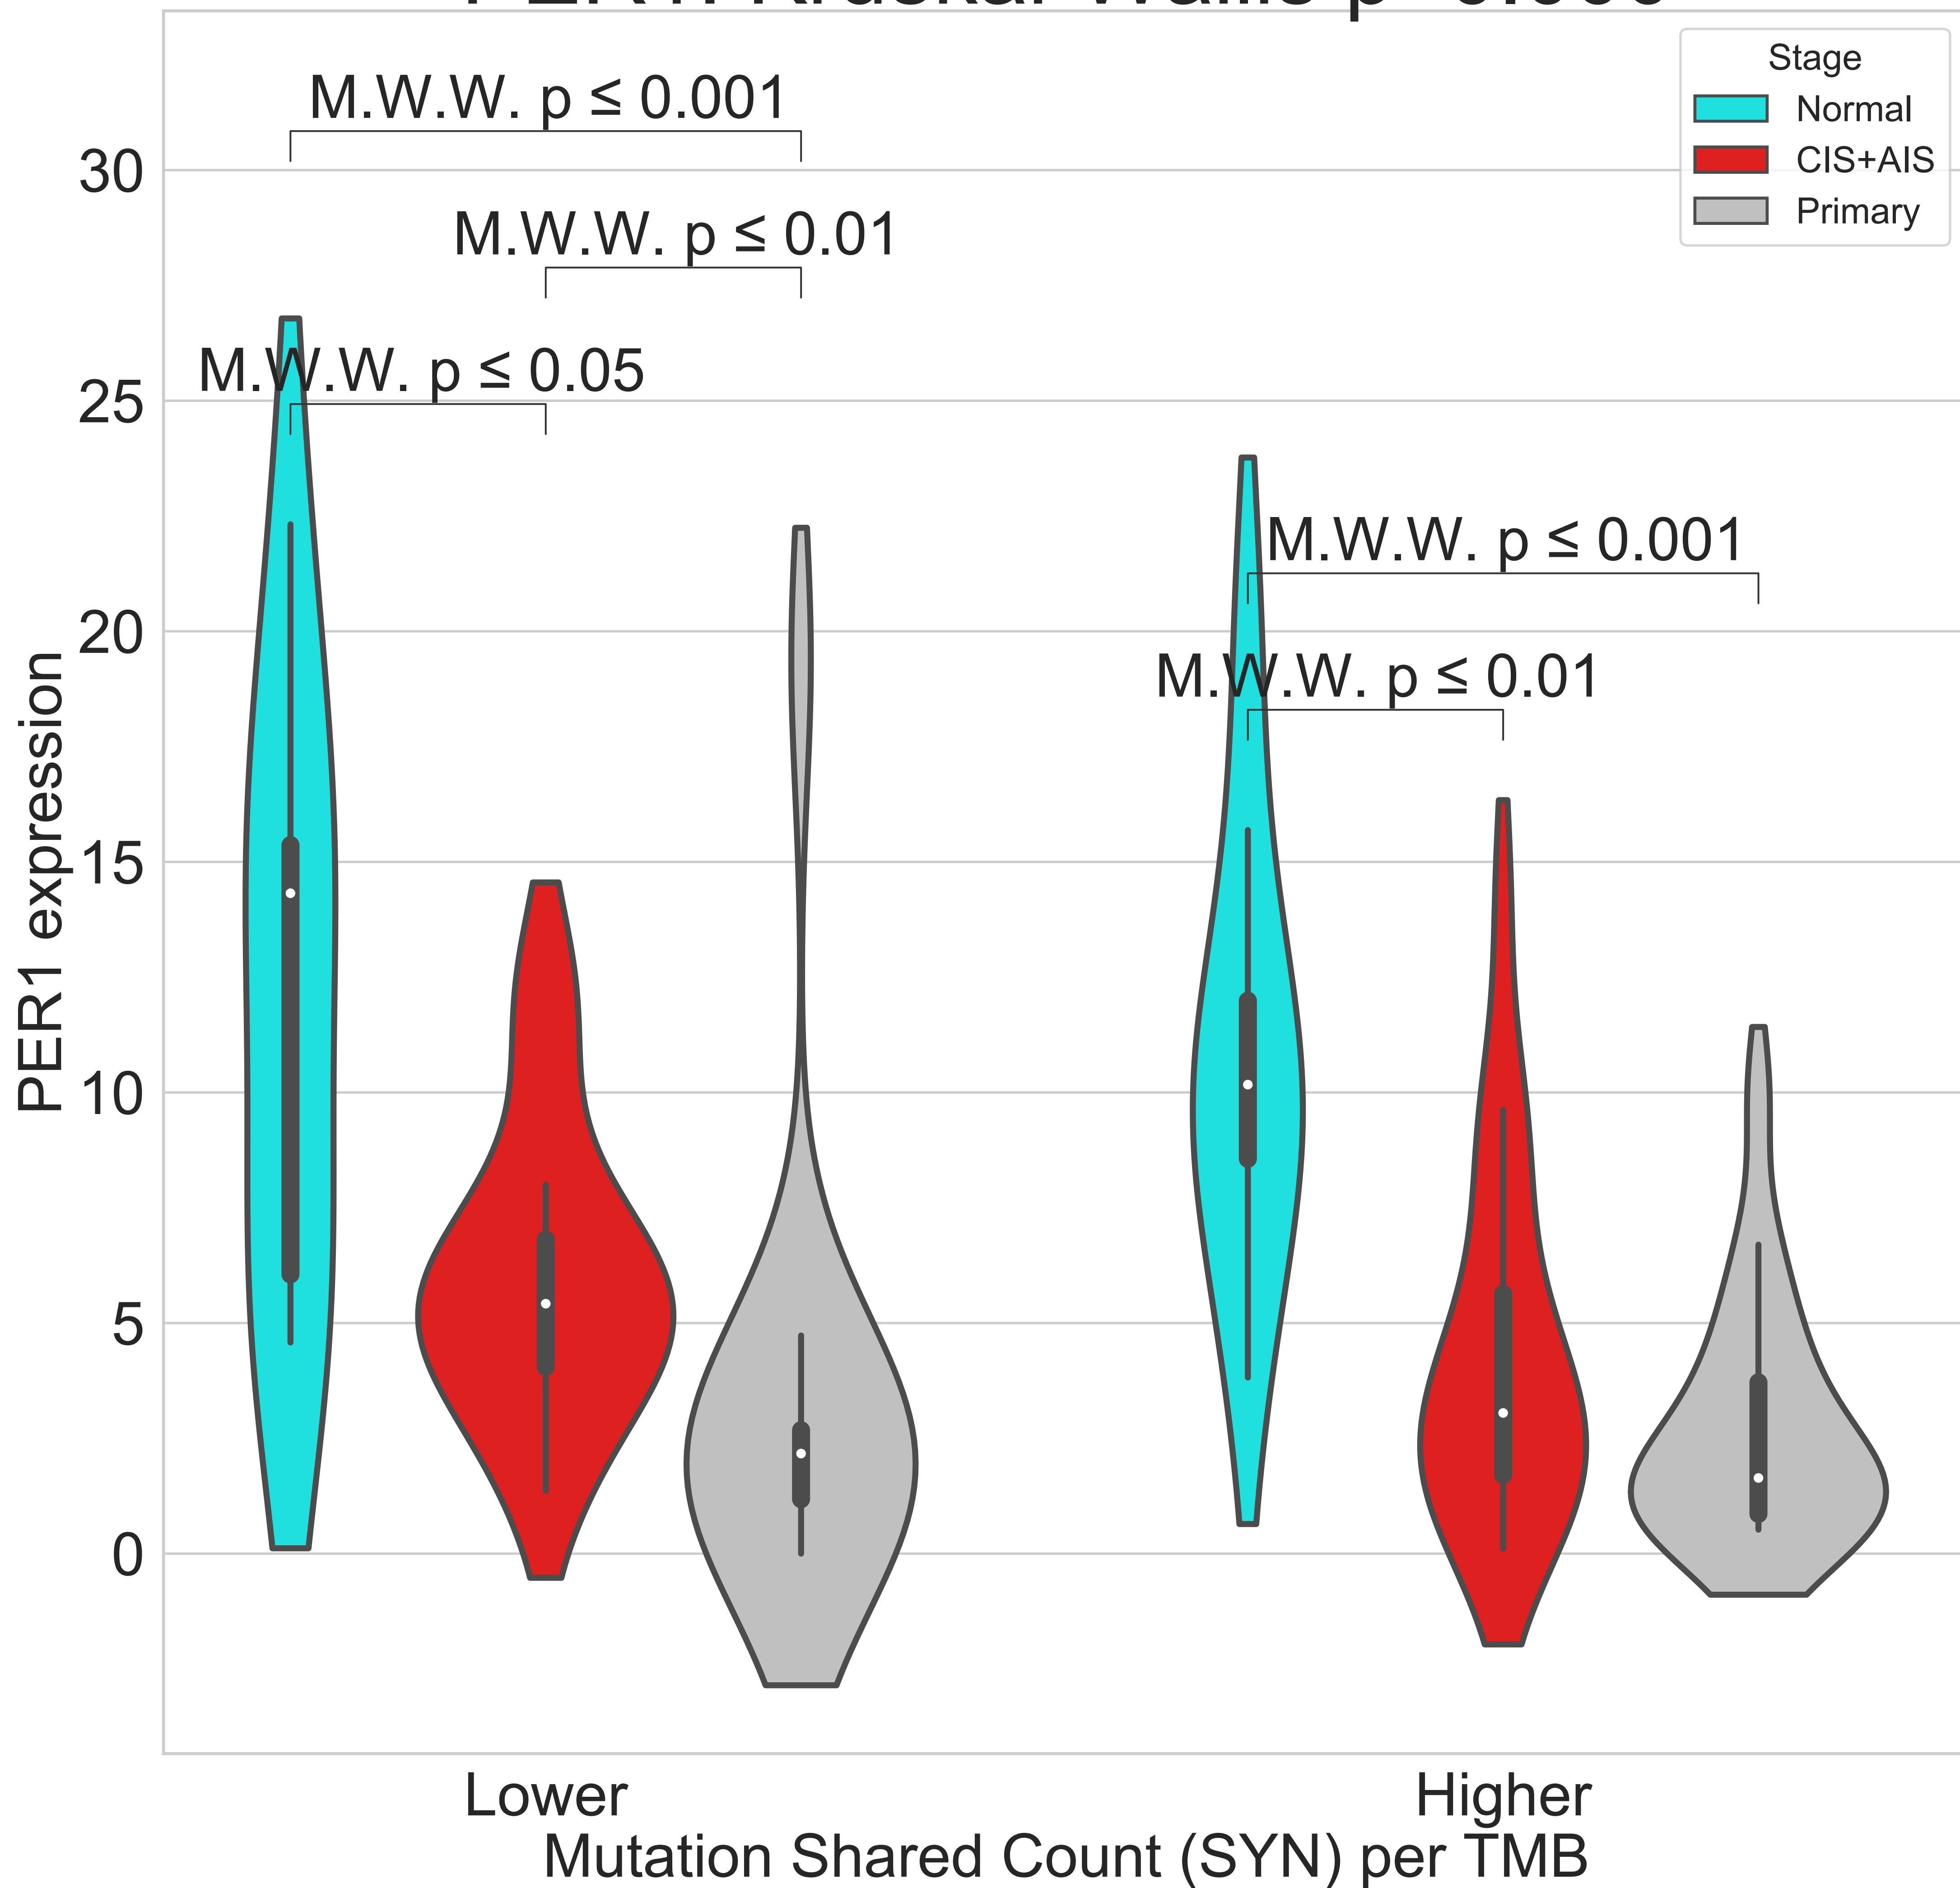 Stage
Normal
CIS+AIS
Primary
M.W.W. p ≤ 0.001
M.W.W. p ≤ 0.01
M.W.W. p ≤ 0.05
M.W.W. p ≤ 0.001
M.W.W. p ≤ 0.01
30
25
20
15
10
5
0
PER1 expression
Lower
Higher
Mutation Shared Count (SYN) per TMB